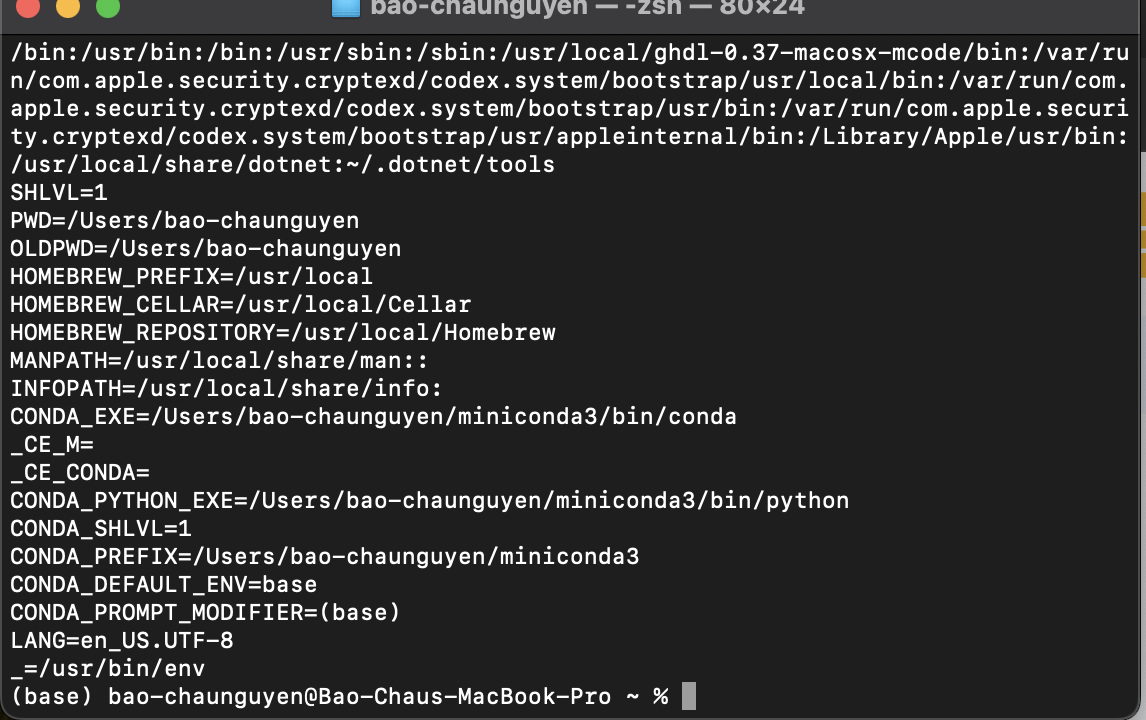 bao-chaunguyen — -zsh — 80×24
/bin:/usr/bin:/bin:/usr/sbin:/sbin:/usr/local/ghdl-0.37-macosx-mcode/bin:/var/ru
n/com.apple.security.cryptexd/codex.system/bootstrap/usr/local/bin:/var/run/com.
apple.security.cryptexd/codex.system/bootstrap/usr/bin:/var/run/com.apple.securi
ty.cryptexd/codex.system/bootstrap/usr/appleinternal/bin:/Library/Apple/usr/bin:
/usr/local/share/dotnet:~/.dotnet/tools
SHLVL=1
PWD=/Users/bao-chaunguyen
OLDPWD=/Users/bao-chaunguyen
HOMEBREW_PREFIX=/usr/local
HOMEBREW_CELLAR=/usr/local/Cellar
HOMEBREW_REPOSITORY=/usr/local/Homebrew
MANPATH=/usr/local/share/man::
INFOPATH=/usr/local/share/info:
CONDA_EXE=/Users/bao-chaunguyen/miniconda3/bin/conda
_CE_M=
_CE_CONDA=
CONDA_PYTHON_EXE=/Users/bao-chaunguyen/miniconda3/bin/python
CONDA_SHLVL=1
CONDA_PREFIX=/Users/bao-chaunguyen/miniconda3
CONDA_DEFAULT_ENV=base
CONDA_PROMPT_MODIFIER=(base)
LANG=en_US.UTF-8
_=/usr/bin/env
(base) bao-chaunguyen@Bao-Chaus-MacBook-Pro ~ %